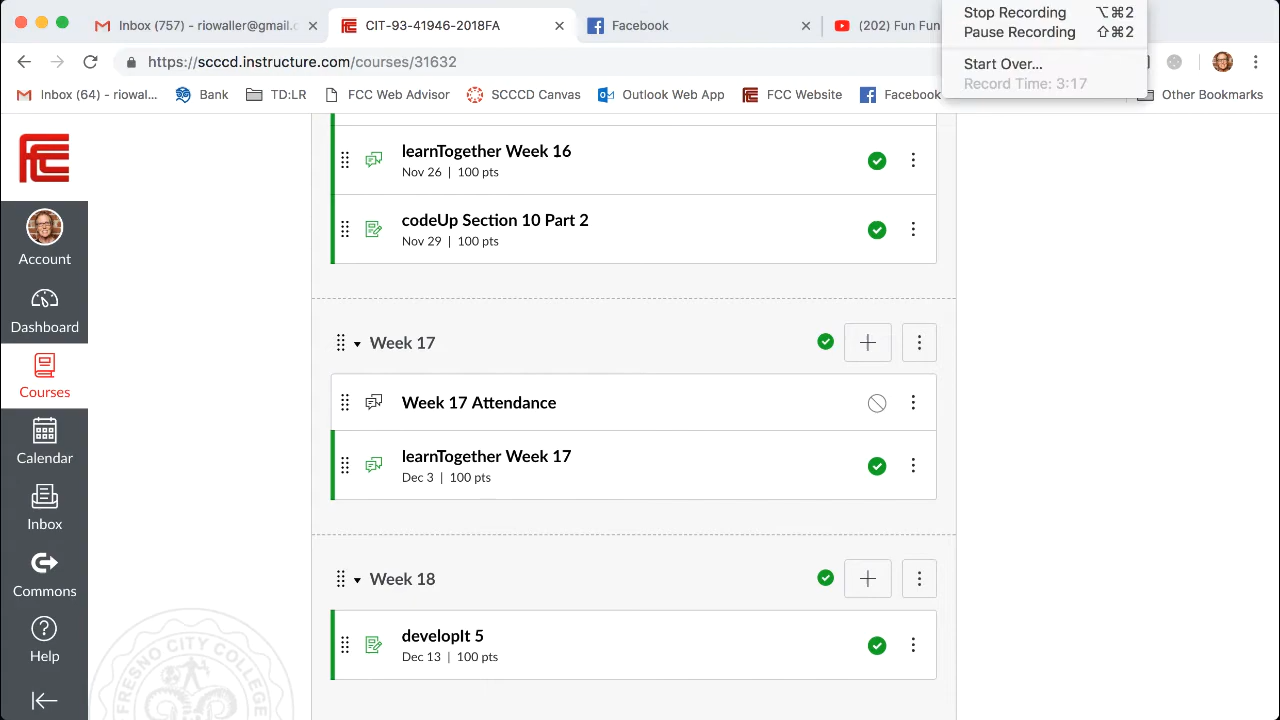 Inbox (757) - riowaller@gmail.c
CIT-93-41946-2018FA
Facebook
(202) Fun Fun
Stop Recording ⌥⌘2
Pause Recording ⇧⌘2
Start Over...
Record Time: 3:17
https://scccd.instructure.com/courses/31632
Inbox (64) - riowal...
Bank
TD:LR
FCC Web Advisor
SCCCD Canvas
Outlook Web App
FCC Website
Facebook
Other Bookmarks
FCC
Account
Dashboard
Courses
Calendar
Inbox
Commons
Help
learnTogether Week 16
Nov 26 | 100 pts
codeUp Section 10 Part 2
Nov 29 | 100 pts
Week 17
Week 17 Attendance
learnTogether Week 17
Dec 3 | 100 pts
Week 18
developIt 5
Dec 13 | 100 pts
FRESNO CITY COLLEGE